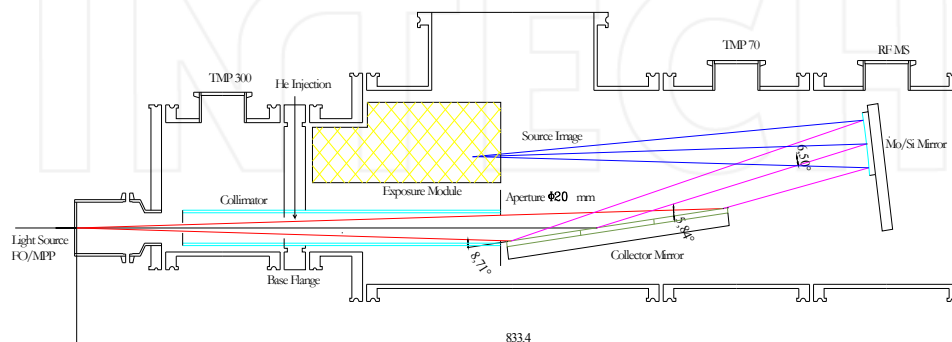 INTECH
TMP 70
RF MS
TMP 300
He Injection
Source Image
Mo/Si Mirror
6,50°
Exposure Module
Aperture Φ20 mm
Collimator
Light Source
FO/MPP
5,84°
8,71°
Collector Mirror
Base Flange
833.4